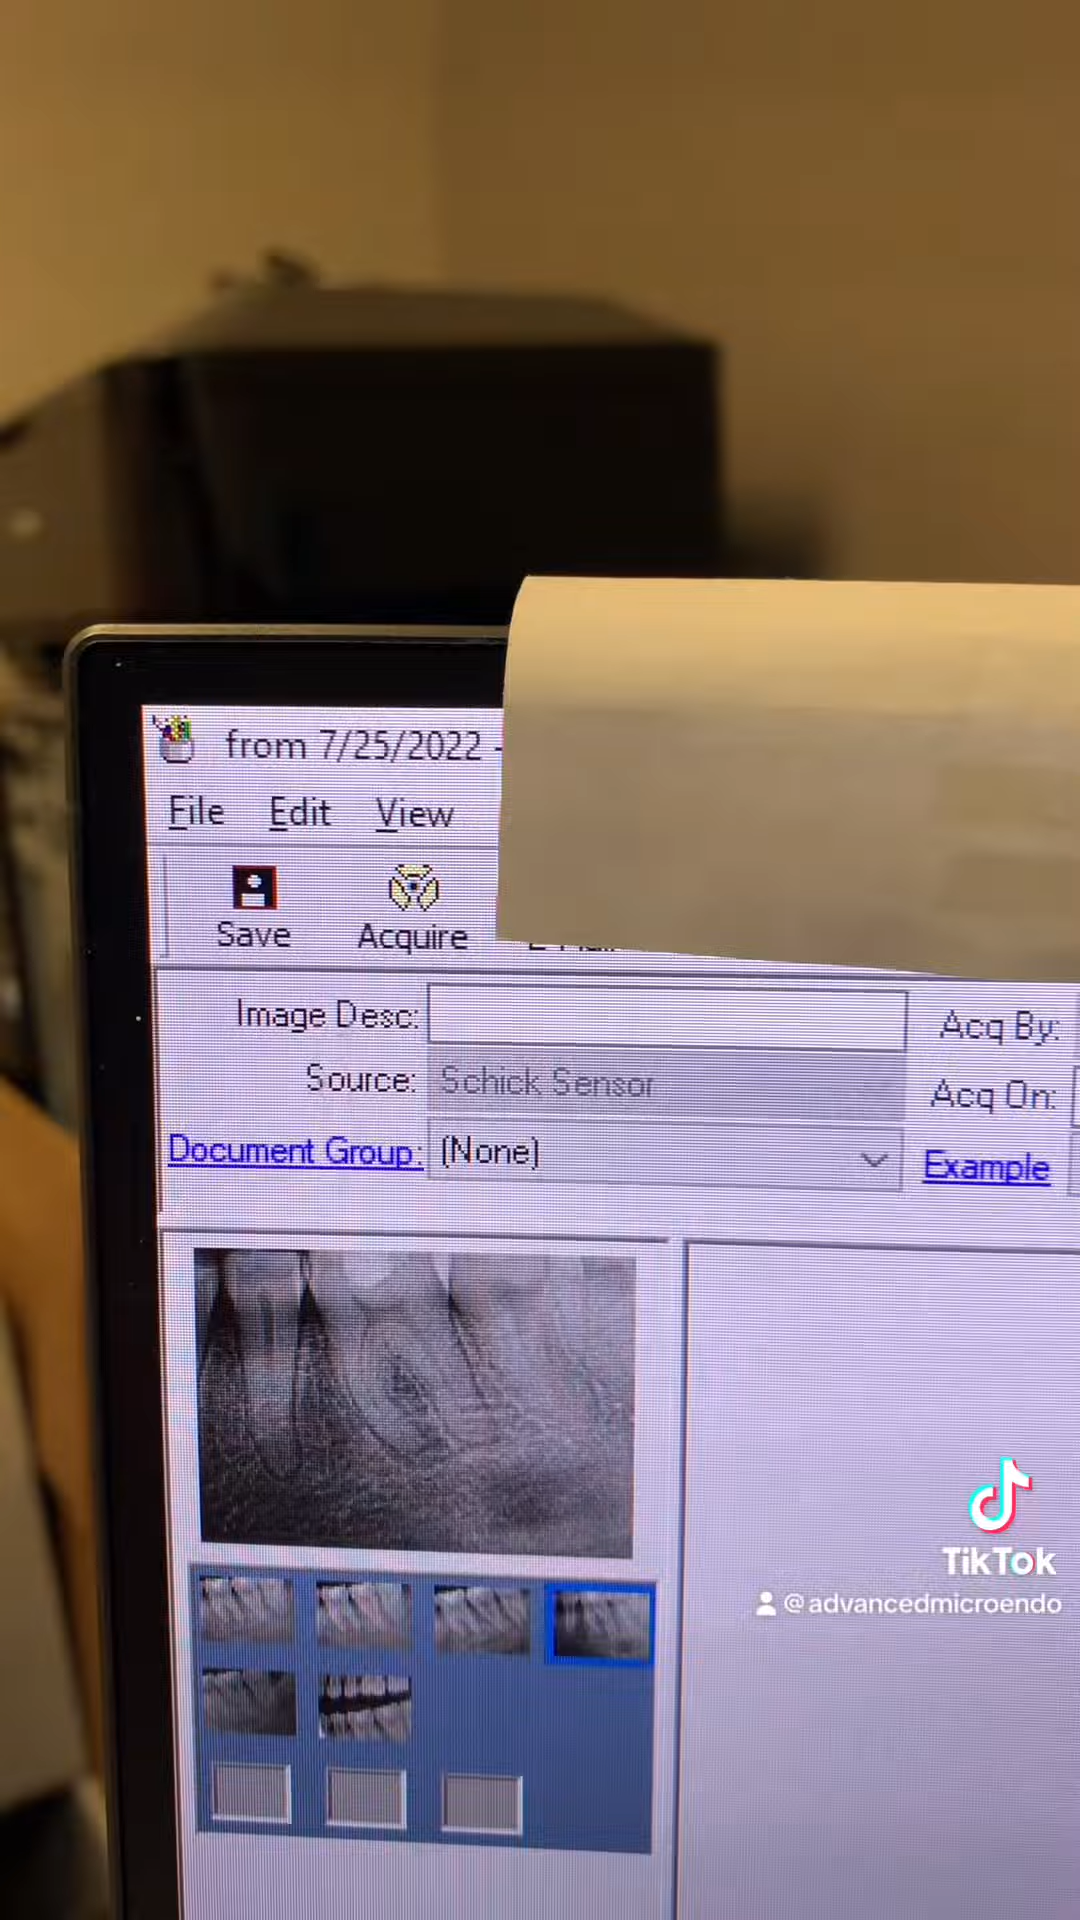 from 7/25/2022 -
File Edit View
Save Acquire
Image Desc: Acq By:
Source: Schick Sensor Acq On:
Document Group: (None) Example
TikTok
@advancedmicroendo